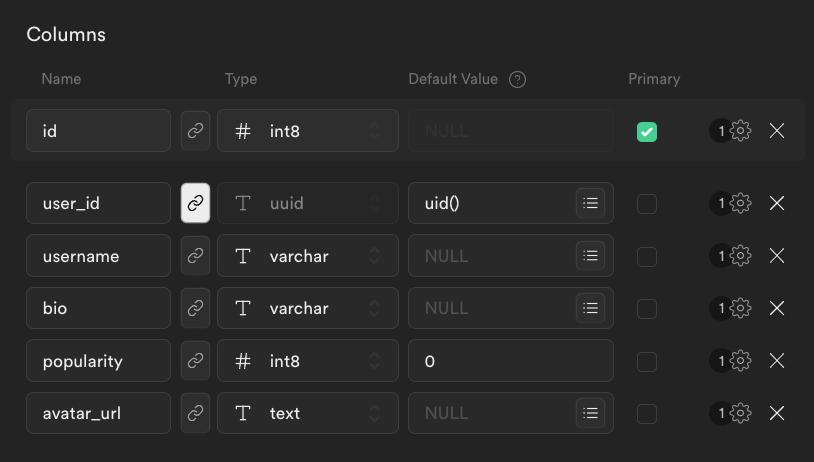 Columns
Name Type Default Value ? Primary
id # int8 NULL 1
user_id T uuid uid() 1
username T varchar NULL 1
bio T varchar NULL 1
popularity # int8 0 1
avatar_url T text NULL 1